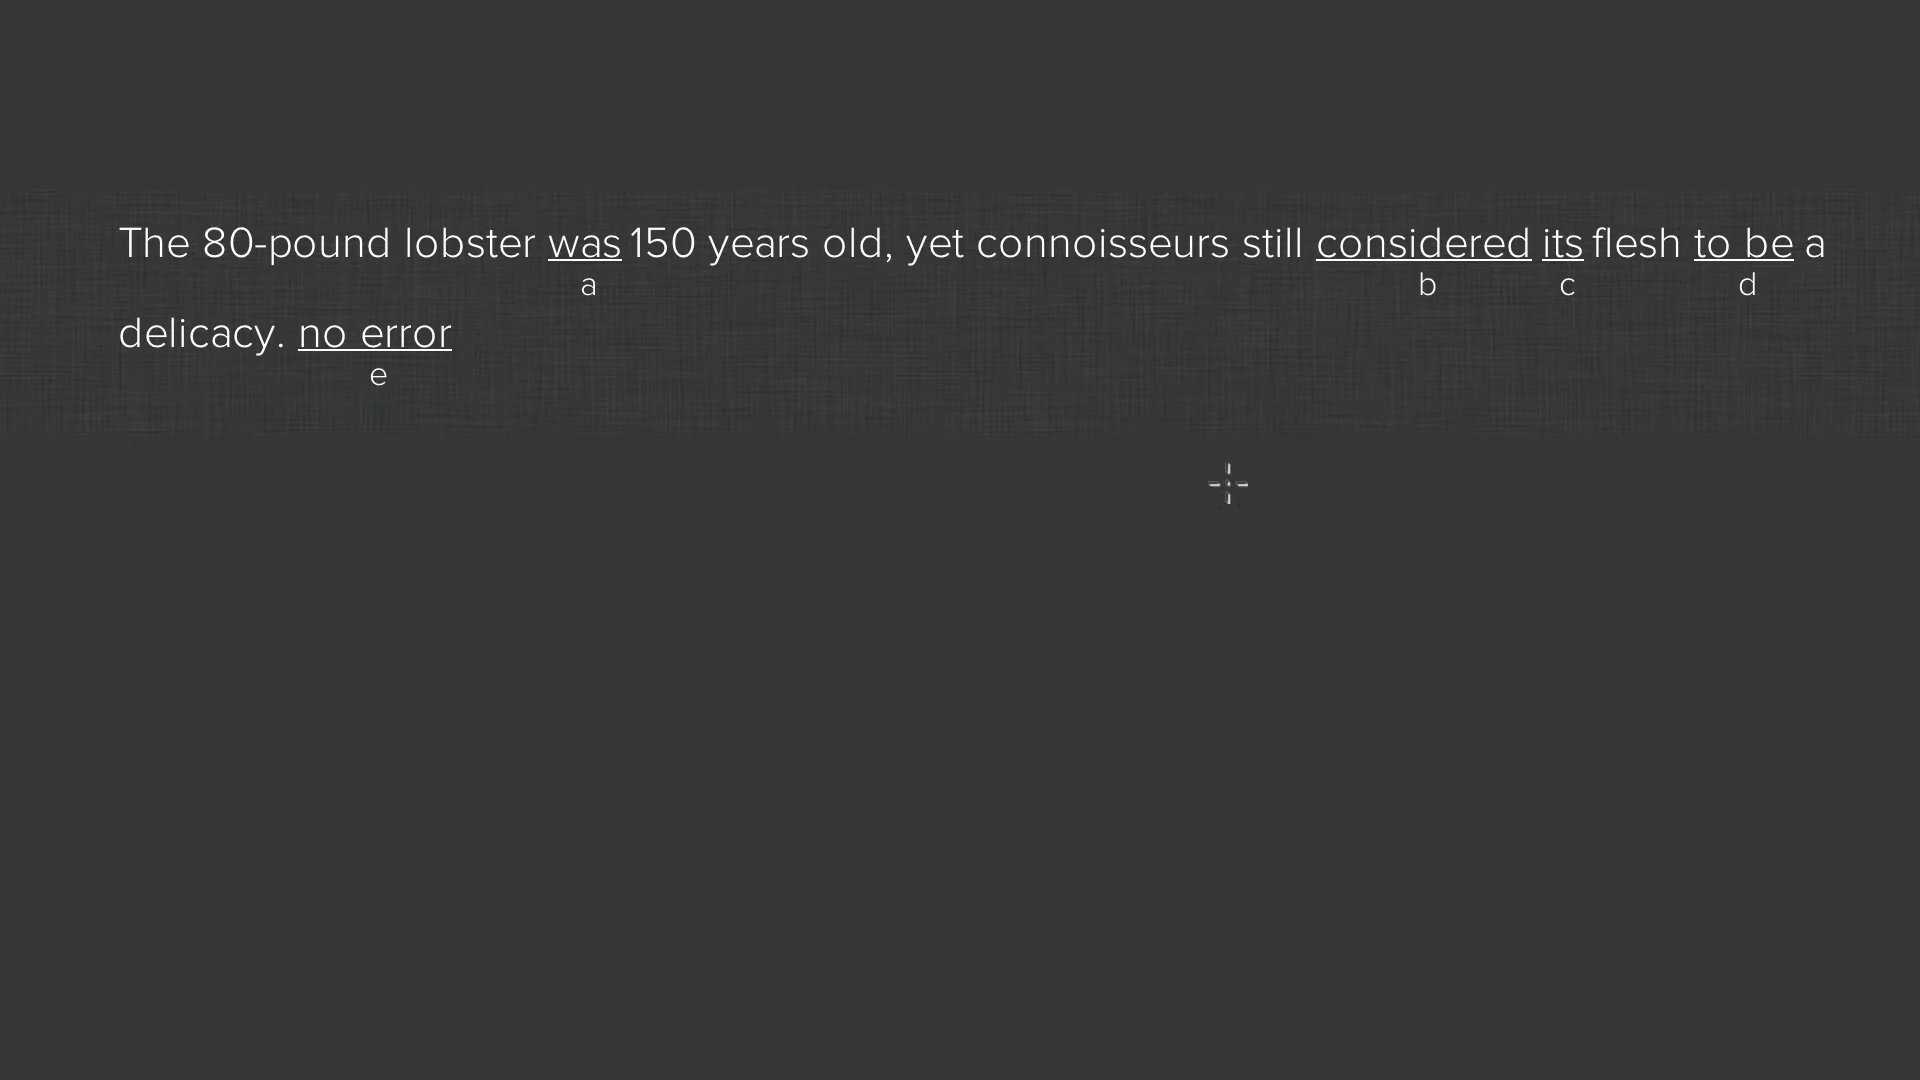 The 80-pound lobster was 150 years old, yet connoisseurs still considered its flesh to be a
a b c d
delicacy. no error
e